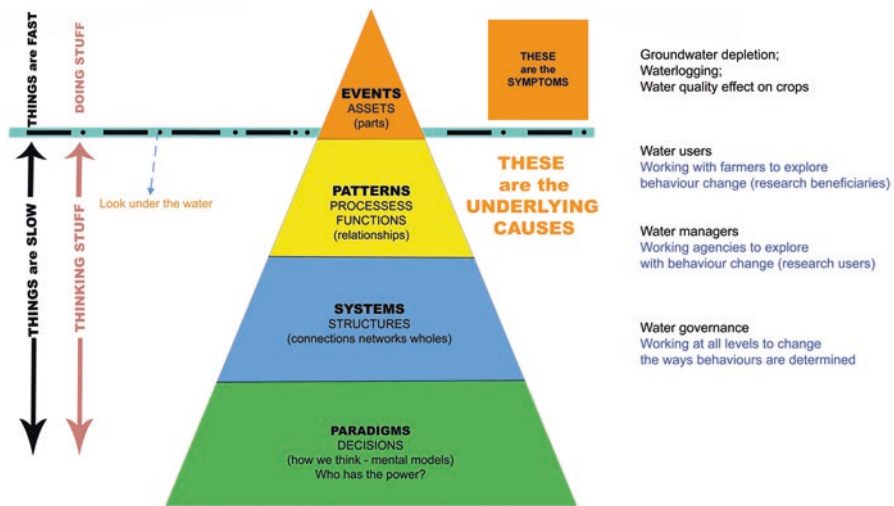 THINGS are FAST
DOING STUFF
THINGS are SLOW
THINKING STUFF
Look under the water
EVENTS
ASSETS
(parts)
PATTERNS
PROCESSESS
FUNCTIONS
(relationships)
SYSTEMS
STRUCTURES
(connections networks wholes)
PARADIGMS
DECISIONS
(how we think - mental models)
Who has the power?
THESE
are the
SYMPTOMS
THESE
are the
UNDERLYING
CAUSES
Groundwater depletion;
Waterlogging;
Water quality effect on crops
Water users
Working with farmers to explore
behaviour change (research beneficiaries)
Water managers
Working agencies to explore
with behaviour change (research users)
Water governance
Working at all levels to change
the ways behaviours are determined